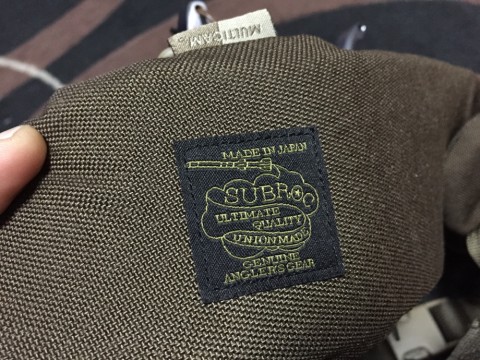 MULTICAM®
MADE IN JAPAN
SUBROC
ULTIMATE
QUALITY
UNION MADE
GENUINE
ANGLER'S GEAR